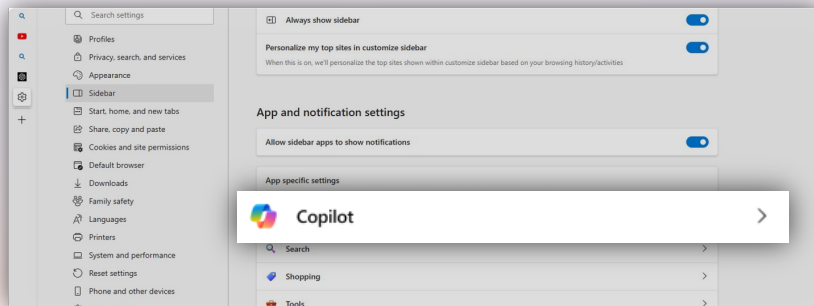 Search settings
Profiles
Privacy, search, and services
Appearance
Sidebar
Start, home, and new tabs
Share, copy and paste
Cookies and site permissions
Default browser
Downloads
Family safety
Languages
Printers
System and performance
Reset settings
Phone and other devices
Always show sidebar
Personalize my top sites in customize sidebar
When this is on, we'll personalize the top sites shown within customize sidebar based on your browsing history/activities
App and notification settings
Allow sidebar apps to show notifications
App specific settings
Copilot
Search
Shopping
Tools